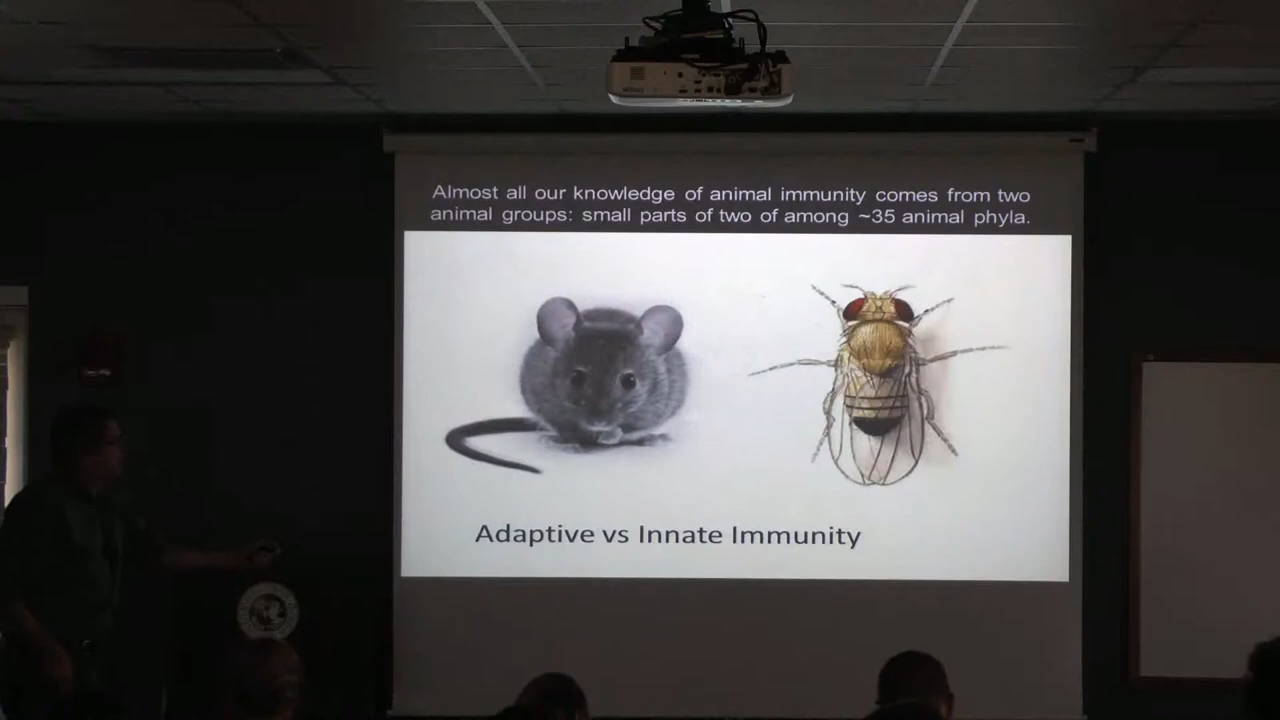 Almost all our knowledge of animal immunity comes from two
animal groups: small parts of two of among ~35 animal phyla.
Adaptive vs Innate Immunity